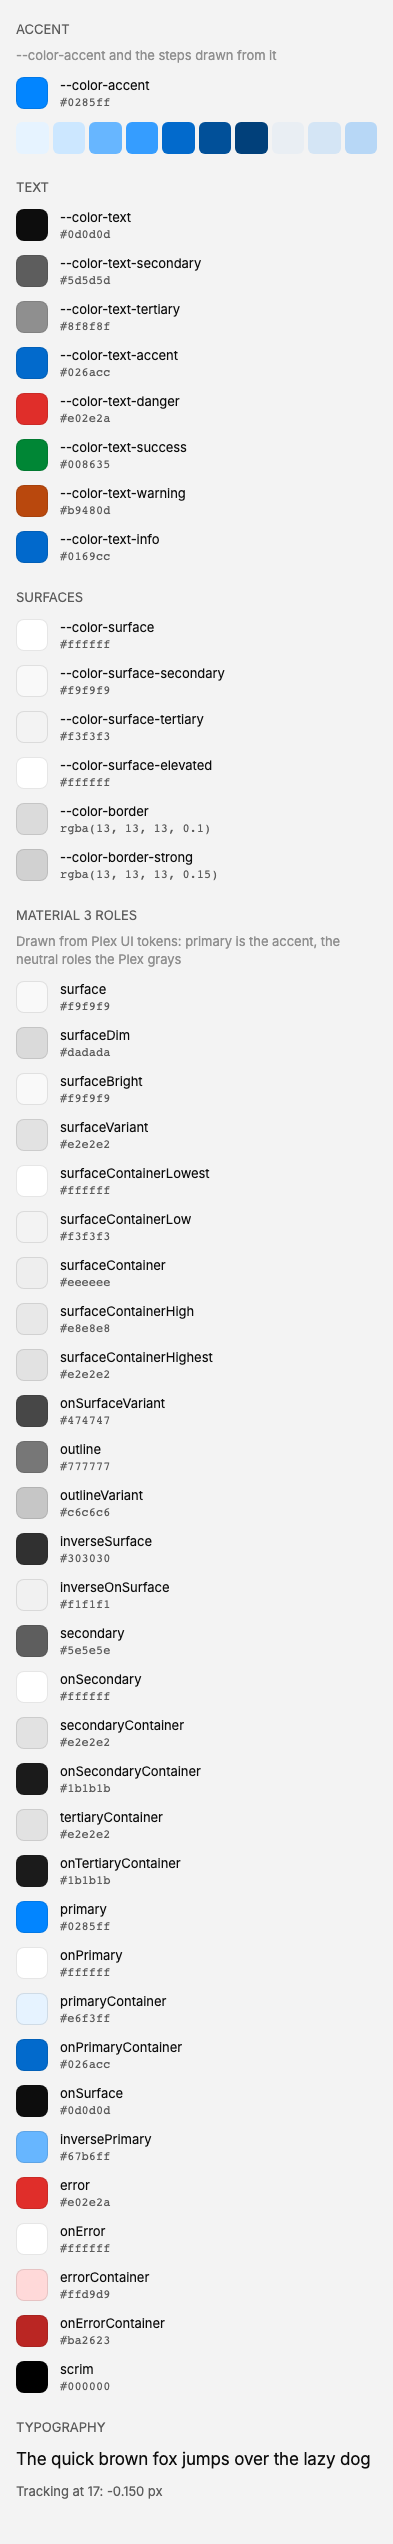 ACCENT
--color-accent and the steps drawn from it
--color-accent
#0285ff
TEXT
--color-text
#0d0d0d
--color-text-secondary
#5d5d5d
--color-text-tertiary
#8f8f8f
--color-text-accent
#026acc
--color-text-danger
#e02e2a
--color-text-success
#008635
--color-text-warning
#b9480d
--color-text-info
#0169cc
SURFACES
--color-surface
#ffffff
--color-surface-secondary
#f9f9f9
--color-surface-tertiary
#f3f3f3
--color-surface-elevated
#ffffff
--color-border
rgba(13, 13, 13, 0.1)
--color-border-strong
rgba(13, 13, 13, 0.15)
MATERIAL 3 ROLES
Drawn from Plex UI tokens: primary is the accent, the
neutral roles the Plex grays
surface
#f9f9f9
surfaceDim
#dadada
surfaceBright
#f9f9f9
surfaceVariant
#e2e2e2
surfaceContainerLowest
#ffffff
surfaceContainerLow
#f3f3f3
surfaceContainer
#eeeeee
surfaceContainerHigh
#e8e8e8
surfaceContainerHighest
#e2e2e2
onSurfaceVariant
#474747
outline
#777777
outlineVariant
#c6c6c6
inverseSurface
#303030
inverseOnSurface
#f1f1f1
secondary
#5e5e5e
onSecondary
#ffffff
secondaryContainer
#e2e2e2
onSecondaryContainer
#1b1b1b
tertiaryContainer
#e2e2e2
onTertiaryContainer
#1b1b1b
primary
#0285ff
onPrimary
#ffffff
primaryContainer
#e6f3ff
onPrimaryContainer
#026acc
onSurface
#0d0d0d
inversePrimary
#67b6ff
error
#e02e2a
onError
#ffffff
errorContainer
#ffd9d9
onErrorContainer
#ba2623
scrim
#000000
TYPOGRAPHY
The quick brown fox jumps over the lazy dog
Tracking at 17: -0.150 px